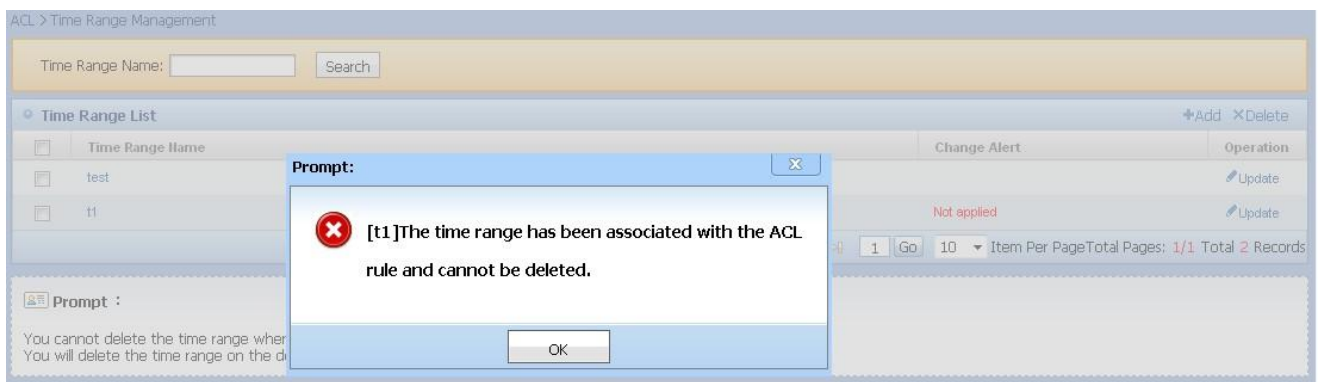 ACL > Time Range Management
Time Range Name: Search
Time Range List +Add ×Delete
Time Range Name Change Alert Operation
test Update
t1 Not applied Update
1 Go 10 Item Per PageTotal Pages: 1/1 Total 2 Records
Prompt:
[t1]The time range has been associated with the ACL
rule and cannot be deleted.
OK
Prompt :
You cannot delete the time range
You will delete the time range on the